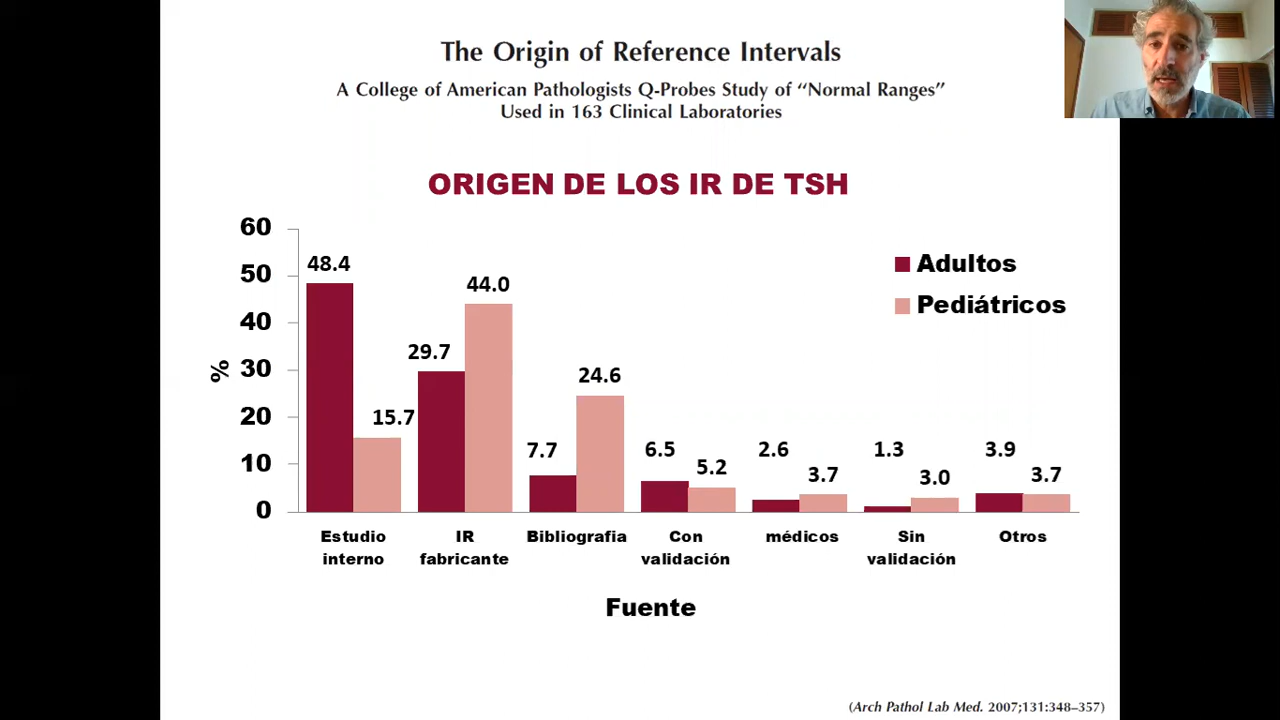 The Origin of Reference Intervals
A College of American Pathologists Q-Probes Study of “Normal Ranges”
Used in 163 Clinical Laboratories
ORIGEN DE LOS IR DE TSH
60
50
40
30
20
10
0
%
48.4
15.7
29.7
44.0
7.7
24.6
6.5
5.2
2.6
3.7
1.3
3.0
3.9
3.7
Adultos
Pediátricos
Estudio
interno
IR
fabricante
Bibliografia
Con
validación
médicos
Sin
validación
Otros
Fuente
(Arch Pathol Lab Med. 2007;131:348–357)